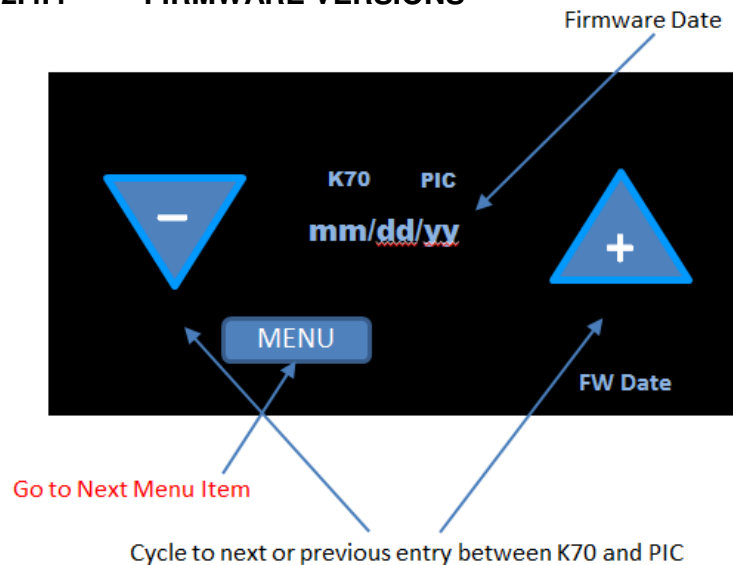 FIRMWARE VERSIONS
Firmware Date
K70 PIC
−
mm/dd/yy
+
MENU
FW Date
Go to Next Menu Item
Cycle to next or previous entry between K70 and PIC